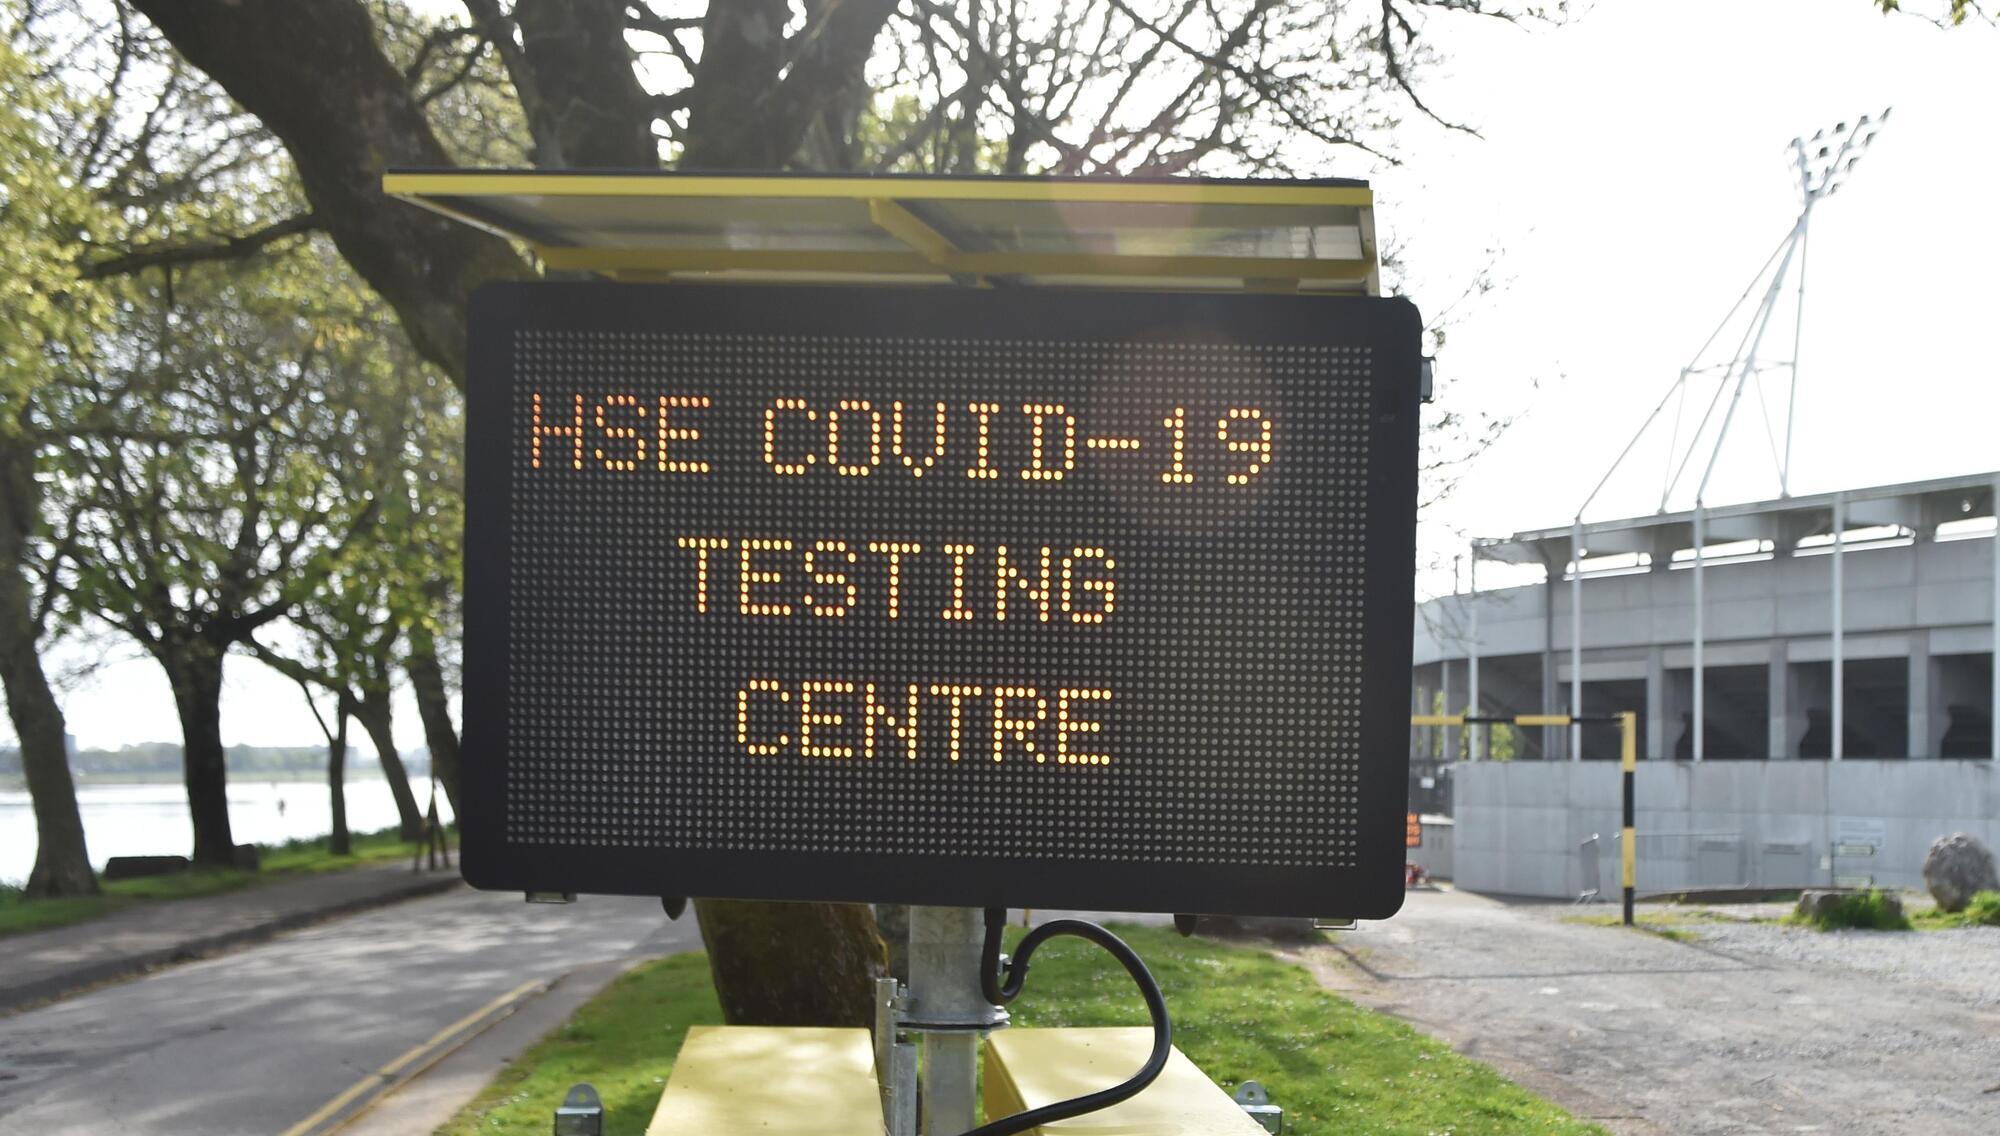 HSE COVID-19
TESTING
CENTRE